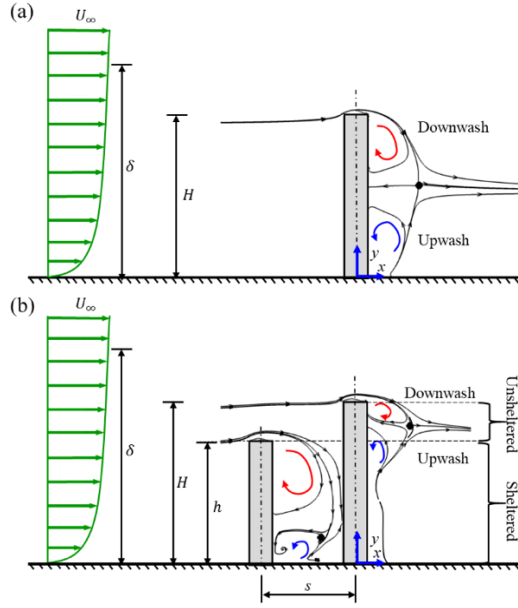 (a)
U∞
δ
H
Downwash
Upwash
y
x
(b)
U∞
δ
H
h
Downwash
Upwash
Unsheltered
Sheltered
y
x
s